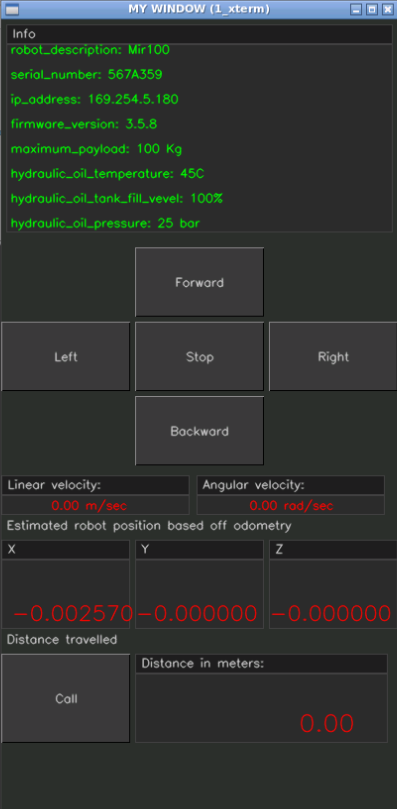 MY WINDOW (1_xterm)
Info
robot_description: Mir100
serial_number: 567A359
ip_address: 169.254.5.180
firmware_version: 3.5.8
maximum_payload: 100 Kg
hydraulic_oil_temperature: 45C
hydraulic_oil_tank_fill_vevel: 100%
hydraulic_oil_pressure: 25 bar
Forward
Left Stop Right
Backward
Linear velocity: Angular velocity:
0.00 m/sec 0.00 rad/sec
Estimated robot position based off odometry
X Y Z
-0.002570 -0.000000 -0.000000
Distance travelled
Distance in meters:
Call
0.00